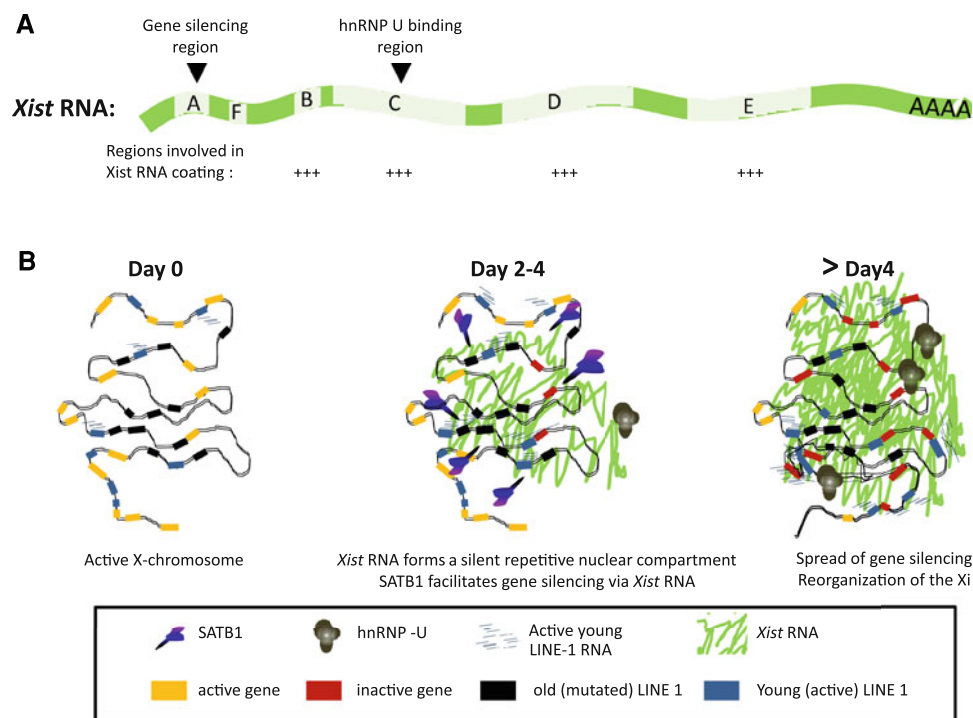 A
Gene silencing
region
hnRNP U binding
region
Xist RNA:
A F B C D E AAAA
Regions involved in
Xist RNA coating :
+++ +++ +++ +++
B
Day 0
Day 2-4
> Day4
Active X-chromosome
Xist RNA forms a silent repetitive nuclear compartment
SATB1 facilitates gene silencing via Xist RNA
Spread of gene silencing
Reorganization of the Xi
SATB1
hnRNP -U
Active young
LINE-1 RNA
Xist RNA
active gene
inactive gene
old (mutated) LINE 1
Young (active) LINE 1